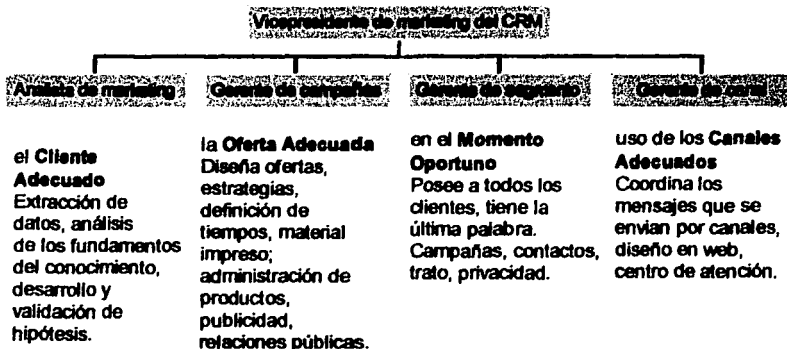 Vicepresidente de marketing del CRM
Analista de marketing
Gerente de campañas
Gerente de segmento
Gerente de canal
el Cliente
Adecuado
Extracción de
datos, análisis
de los fundamentos
del conocimiento,
desarrollo y
validación de
hipótesis.
la Oferta Adecuada
Diseña ofertas,
estrategias,
definición de
tiempos, material
impreso;
administración de
productos,
publicidad,
relaciones públicas.
en el Momento
Oportuno
Posee a todos los
clientes, tiene la
última palabra.
Campañas, contactos,
trato, privacidad.
uso de los Canales
Adecuados
Coordina los
mensajes que se
envian por canales,
diseño en web,
centro de atención.